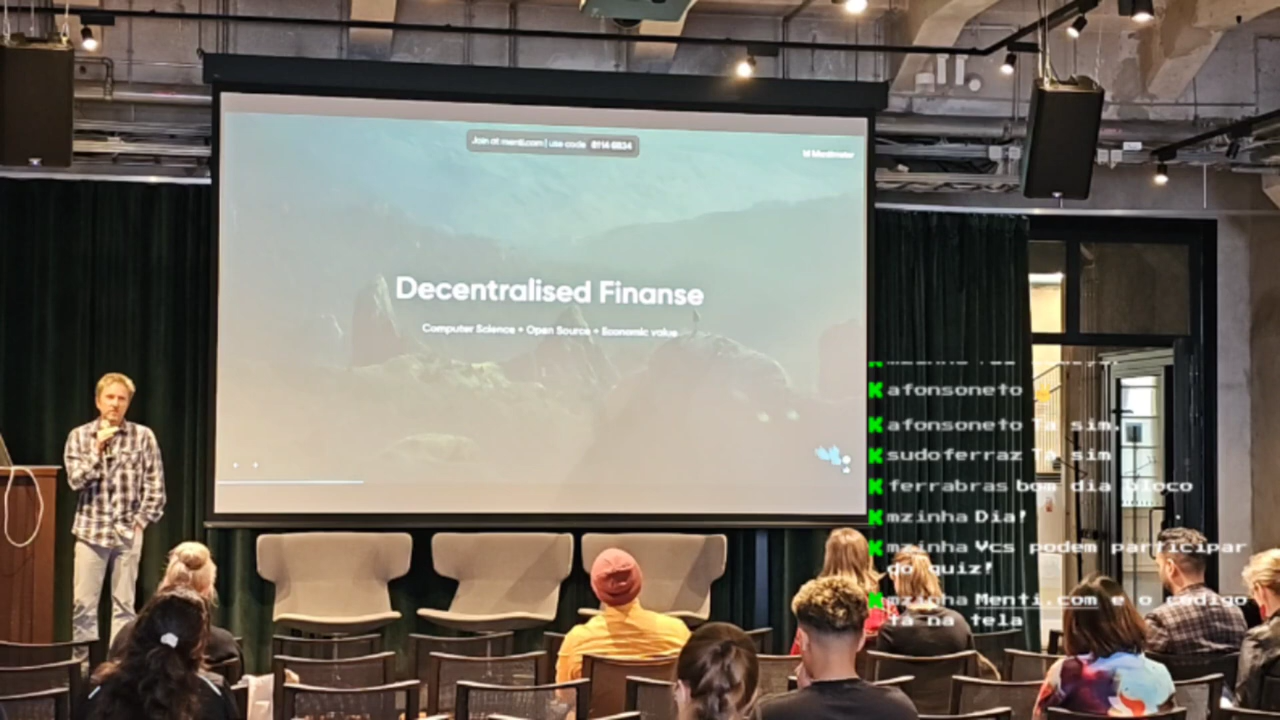 Join at menti.com | use code 6114 6834
Mentimeter
Decentralised Finanse
Computer Science + Open Source + Economic value
afonsoneto
afonsoneto Ta sim.
sudoferraz Ta sim
ferrabras bom dia bloco
mzinha Dia!
mzinha Vcs podem participar
do quiz!
mzinha Menti.com e o código
tá na tela